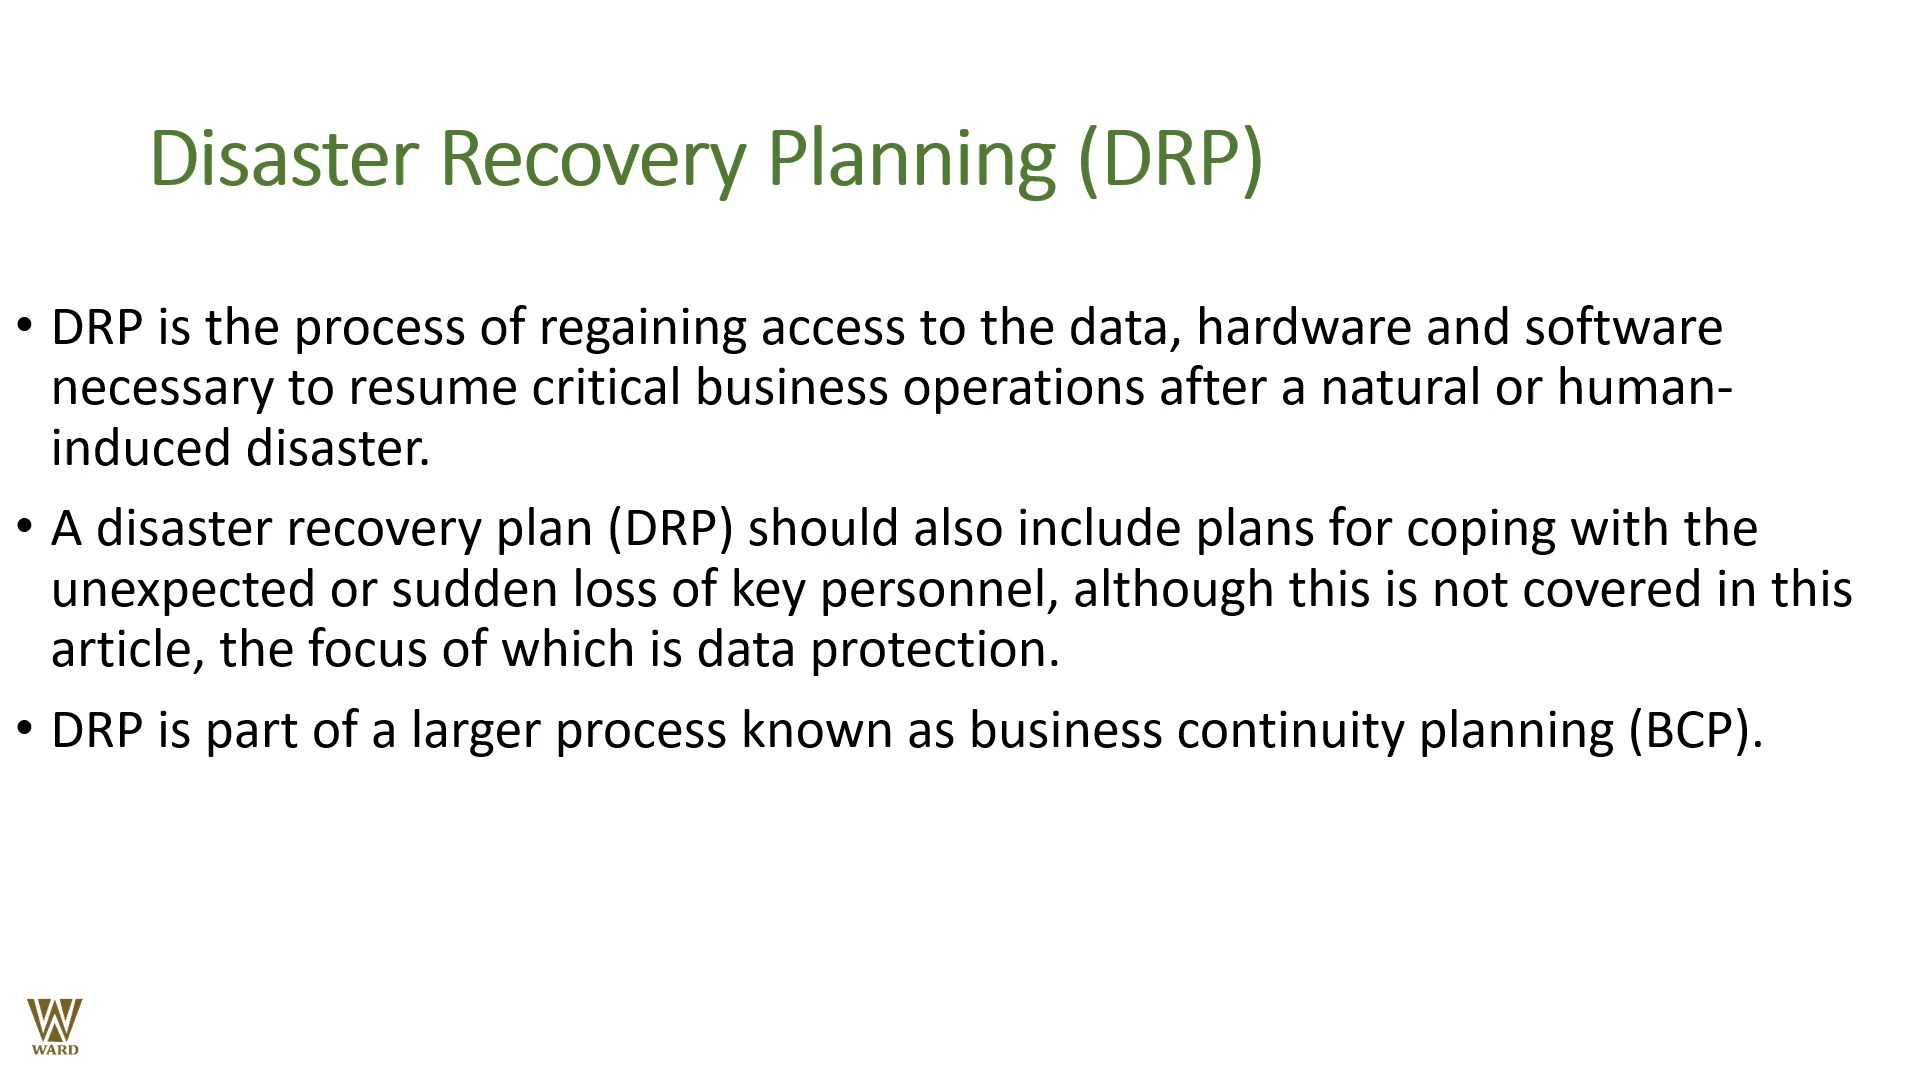 Disaster Recovery Planning (DRP)
• DRP is the process of regaining access to the data, hardware and software
necessary to resume critical business operations after a natural or human-
induced disaster.
• A disaster recovery plan (DRP) should also include plans for coping with the
unexpected or sudden loss of key personnel, although this is not covered in this
article, the focus of which is data protection.
• DRP is part of a larger process known as business continuity planning (BCP).
WARD